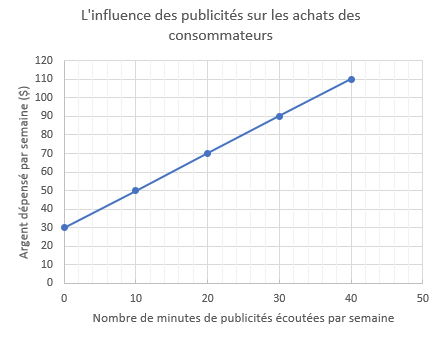 L'influence des publicités sur les achats des
consommateurs
Argent dépensé par semaine ($)
120
110
100
90
80
70
60
50
40
30
20
10
0
0 10 20 30 40 50
Nombre de minutes de publicités écoutées par semaine